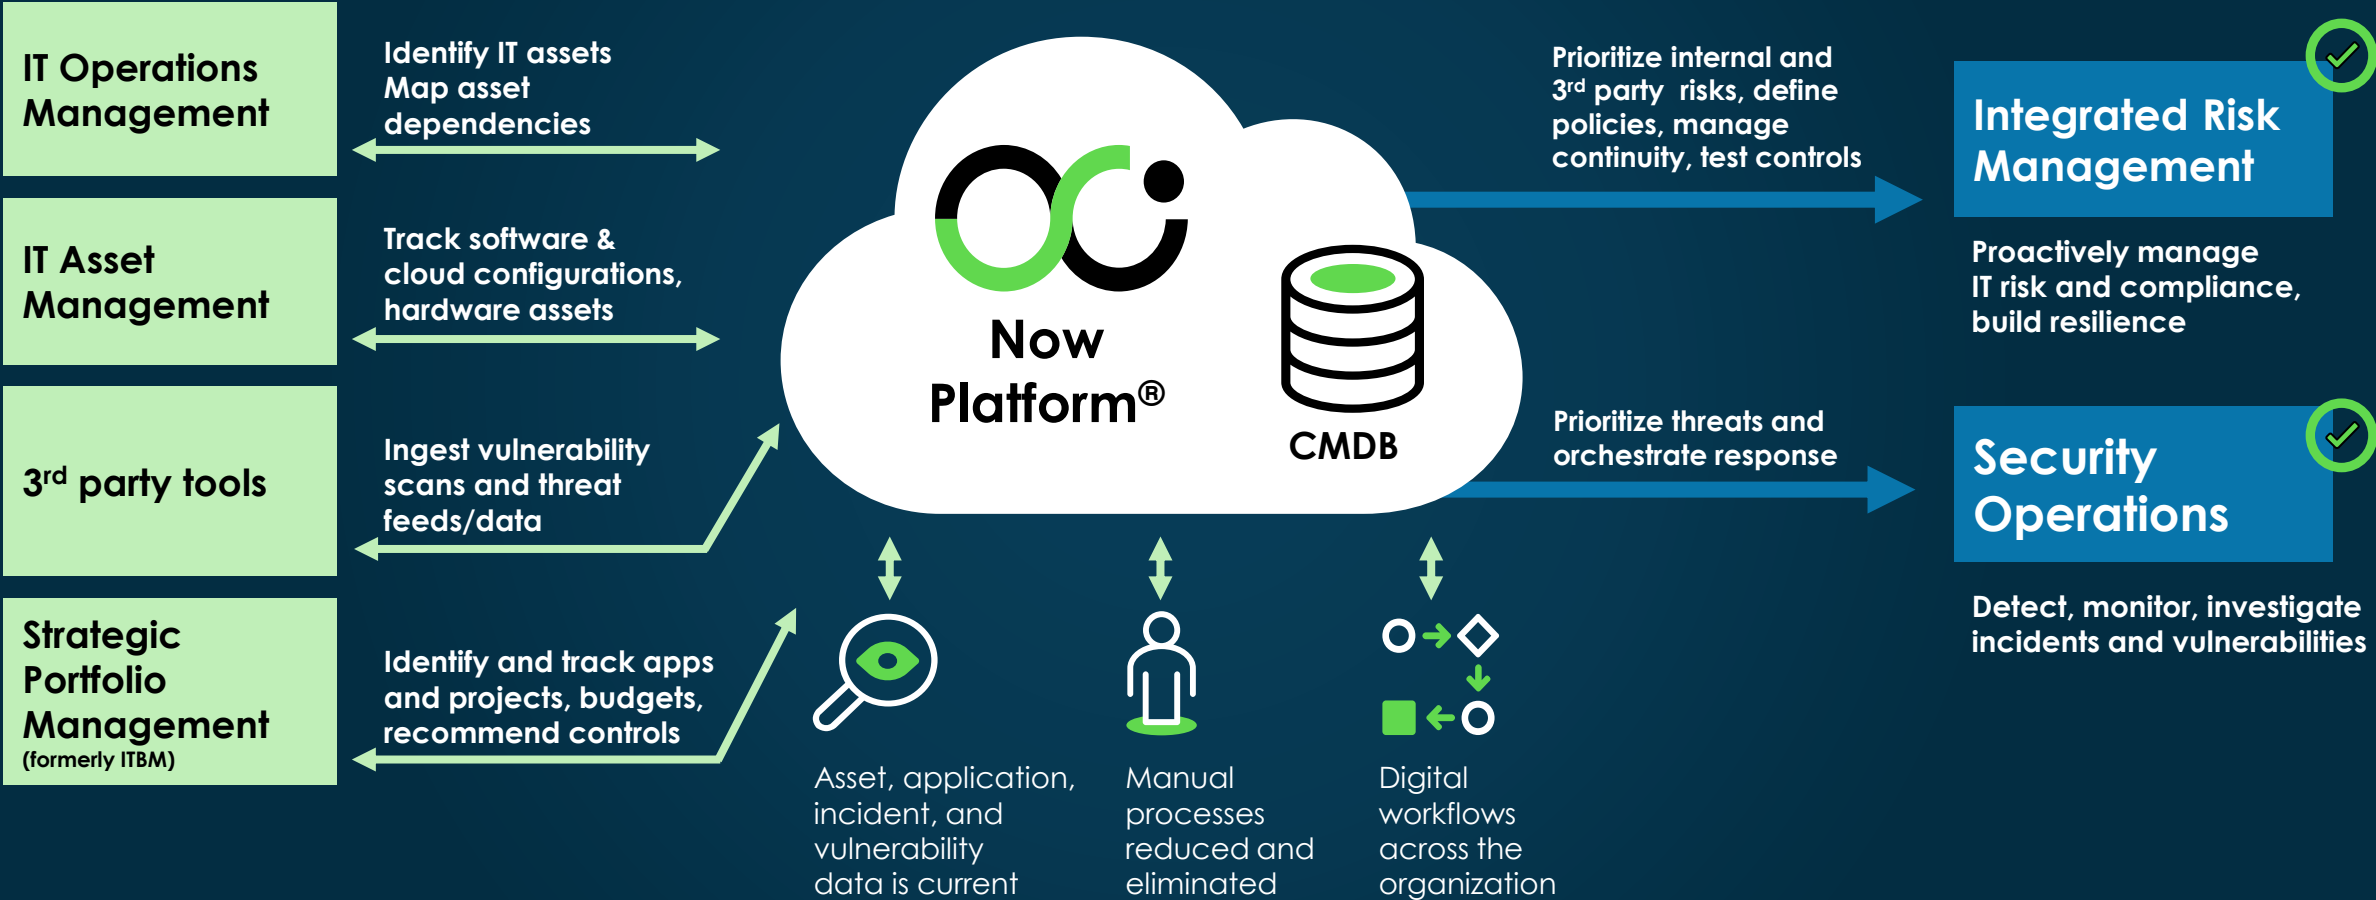 IT Operations
Management
Identify IT assets
Map asset
dependencies
IT Asset
Management
Track software &
cloud configurations,
hardware assets
3rd party tools
Ingest vulnerability
scans and threat
feeds/data
Strategic
Portfolio
Management
(formerly ITBM)
Identify and track apps
and projects, budgets,
recommend controls
Now
Platform®
CMDB
Asset, application,
incident, and
vulnerability
data is current
Manual
processes
reduced and
eliminated
Digital
workflows
across the
organization
Prioritize internal and
3rd party  risks, define
policies, manage
continuity, test controls
Integrated Risk
Management
Proactively manage
IT risk and compliance,
build resilience
Prioritize threats and
orchestrate response
Security
Operations
Detect, monitor, investigate
incidents and vulnerabilities